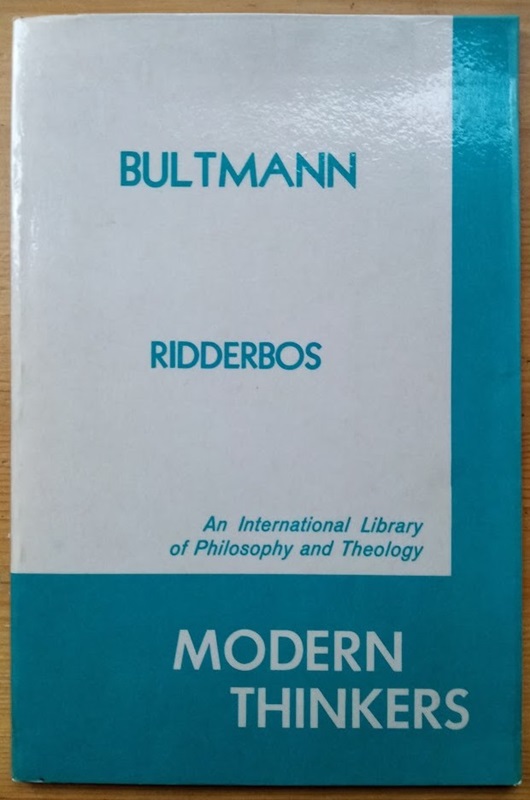 BULTMANN
RIDDERBOS
An International Library
of Philosophy and Theology
MODERN
THINKERS